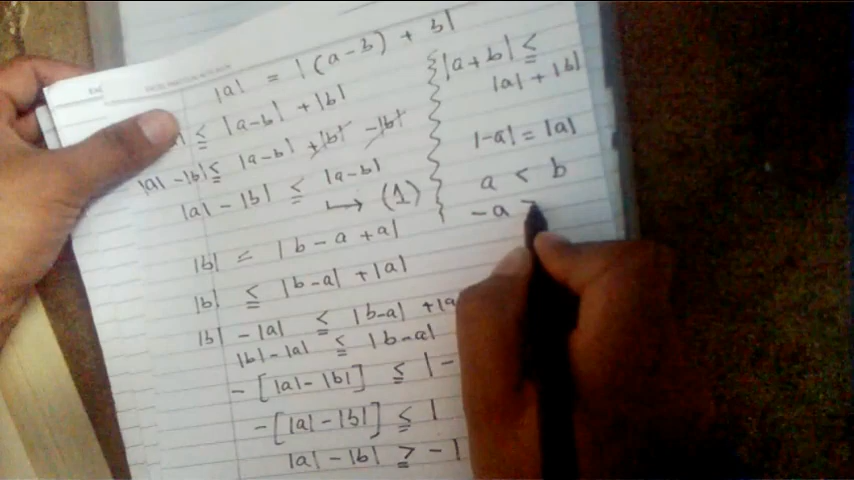 |a| = |(a-b) + b|
≤ |a-b| + |b|
|a| - |b| ≤ |a-b| + |b| - |b|
|a| - |b| ≤ |a-b|
↳ (1)
|b| = |b - a + a|
|b| ≤ |b-a| + |a|
|b| - |a| ≤ |b-a| + |a
|b| - |a| ≤ |b-a|
- [|a| - |b|] ≤ |-
- [|a| - |b|] ≤ |
|a| - |b| ≥ -|
|a+b| ≤
|a| + |b|
|-a| = |a|
a < b
-a >